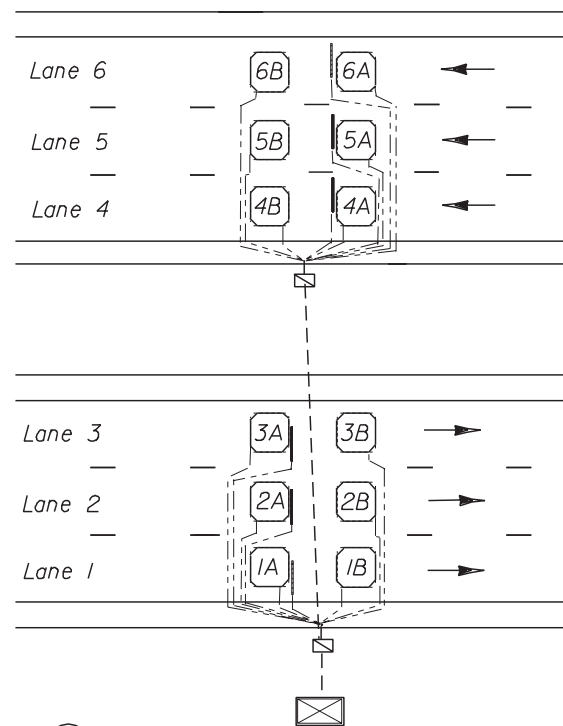 Lane 6 6B 6A
Lane 5 5B 5A
Lane 4 4B 4A
Lane 3 3A 3B
Lane 2 2A 2B
Lane 1 1A 1B